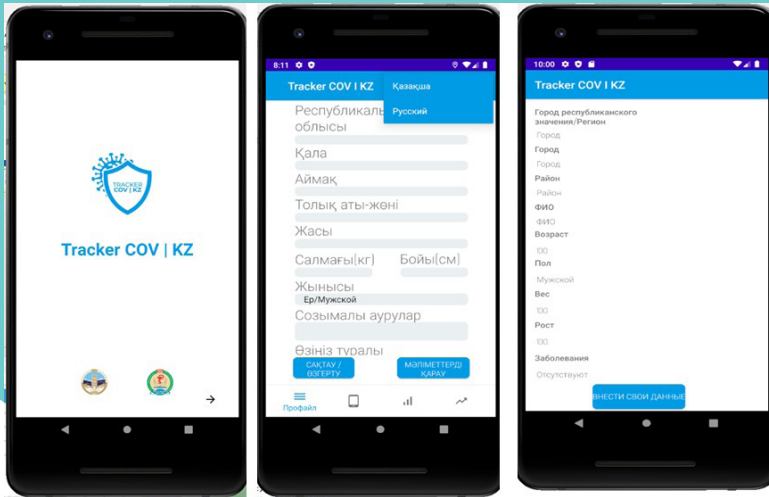 TRACKER
COV | KZ
Tracker COV | KZ
8:11
Tracker COV I KZ
Қазақша
Русский
облысы
Қала
Аймақ
Толық аты-жөні
Жасы
Салмағы(кг) Бойы(см)
Жынысы
Ер/Мужской
Созымалы аурулар
Өзіңіз туралы
САҚТАУ /
ӨЗГЕРТУ
МӘЛІМЕТТЕРДІ
ҚАРАУ
Профайл
10:00
Tracker COV I KZ
Город республиканского
значения/Регион
Город
Город
Город
Район
Район
ФИО
ФИО
Возраст
100
Пол
Мужской
Вес
100
Рост
100
Заболевания
Отсутствуют
ВНЕСТИ СВОИ ДАННЫЕ